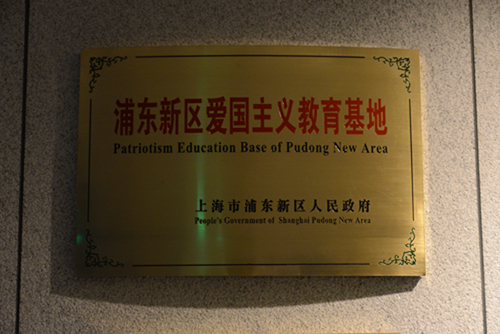 浦东新区爱国主义教育基地
Patriotism Education Base of Pudong New Area
上海市浦东新区人民政府
People's Government of Shanghai Pudong New Area